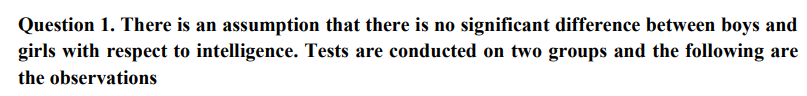 Question 1. There is an assumption that there is no significant difference between boys and
girls with respect to intelligence. Tests are conducted on two groups and the following are
the observations